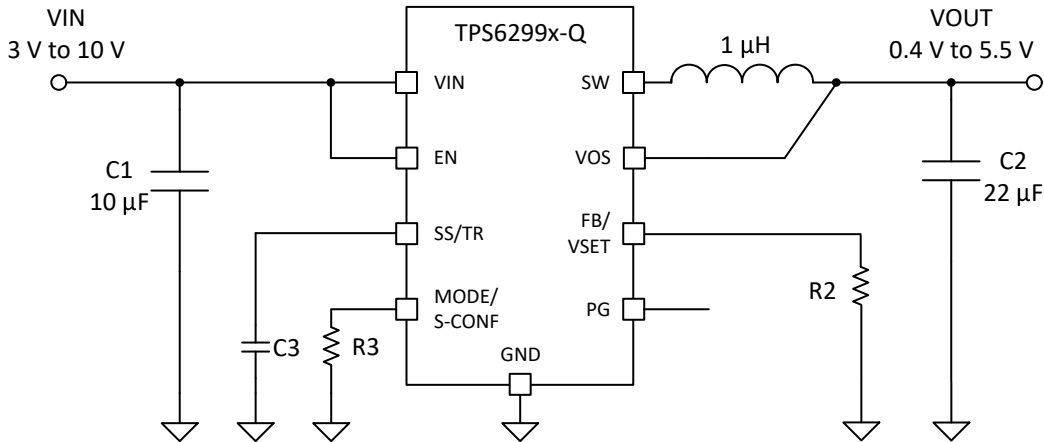 VIN
3 V to 10 V
TPS6299x-Q
1 µH
VOUT
0.4 V to 5.5 V
VIN
SW
EN
VOS
C1
10 µF
C2
22 µF
SS/TR
FB/
VSET
R2
MODE/
S-CONF
PG
C3
R3
GND